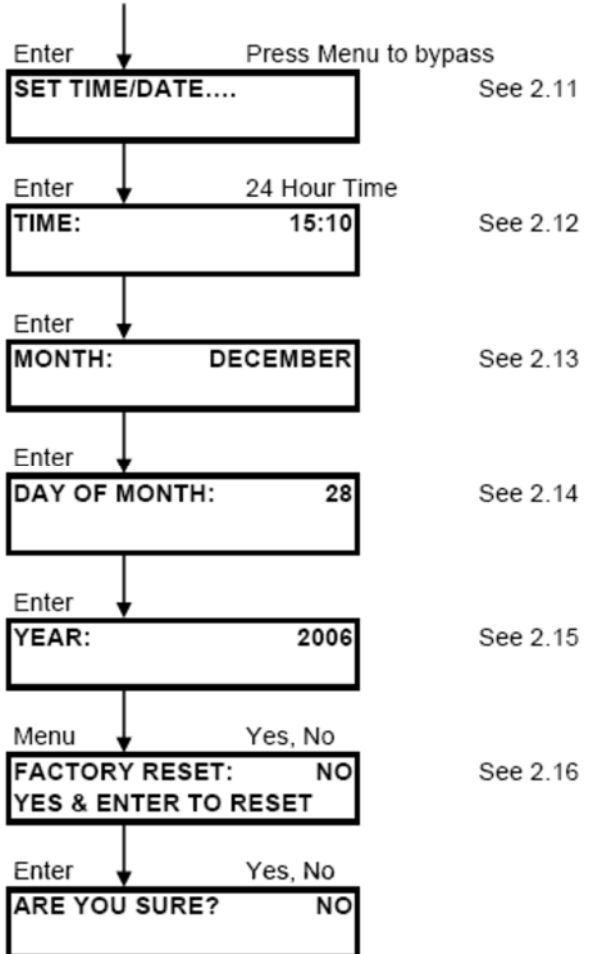 Enter Press Menu to bypass
SET TIME/DATE.... See 2.11
Enter 24 Hour Time
TIME: 15:10 See 2.12
Enter
MONTH: DECEMBER See 2.13
Enter
DAY OF MONTH: 28 See 2.14
Enter
YEAR: 2006 See 2.15
Menu Yes, No
FACTORY RESET: NO See 2.16
YES & ENTER TO RESET
Enter Yes, No
ARE YOU SURE? NO